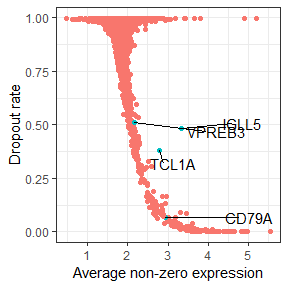 1.00
0.75
0.50
0.25
0.00
Dropout rate
IGLL5
VPREB3
TCL1A
CD79A
1 2 3 4 5
Average non-zero expression